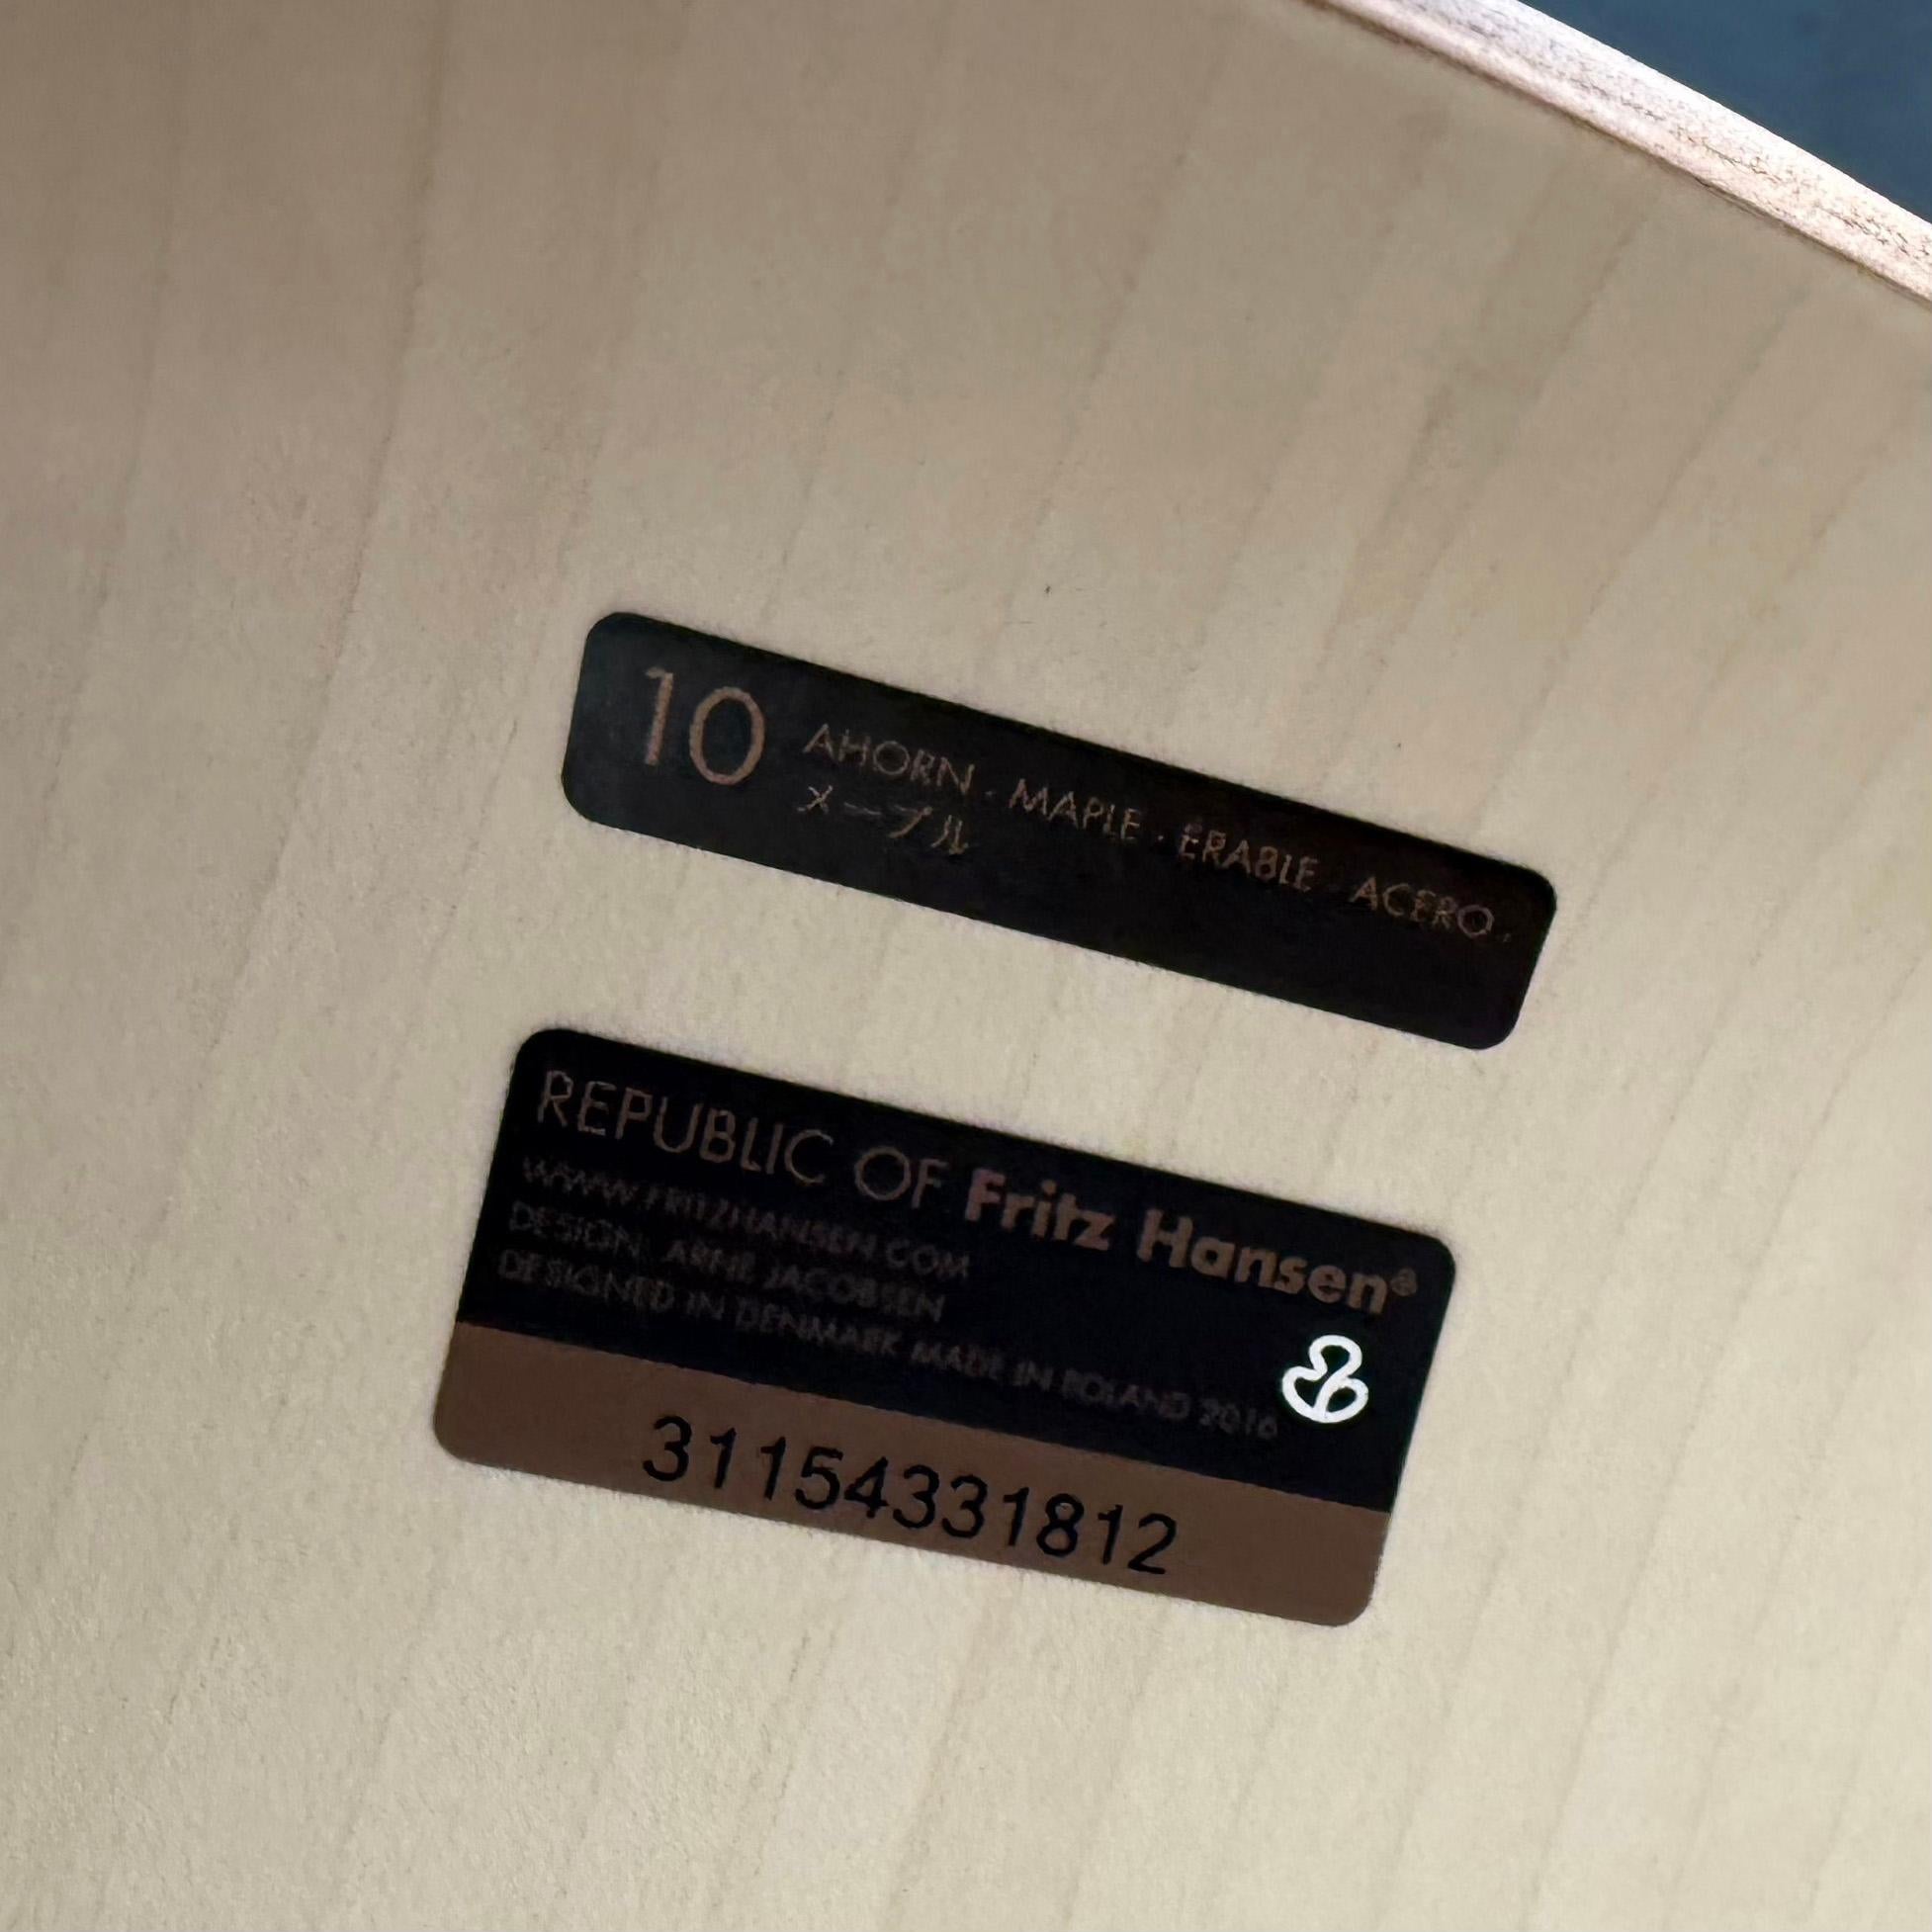 10
AHORN · MAPLE · ERABLE · ACERO ·
メープル
REPUBLIC OF Fritz Hansen®
WWW.FRITZHANSEN.COM
DESIGN: ARNE JACOBSEN
DESIGNED IN DENMARK MADE IN POLAND 2016
31154331812